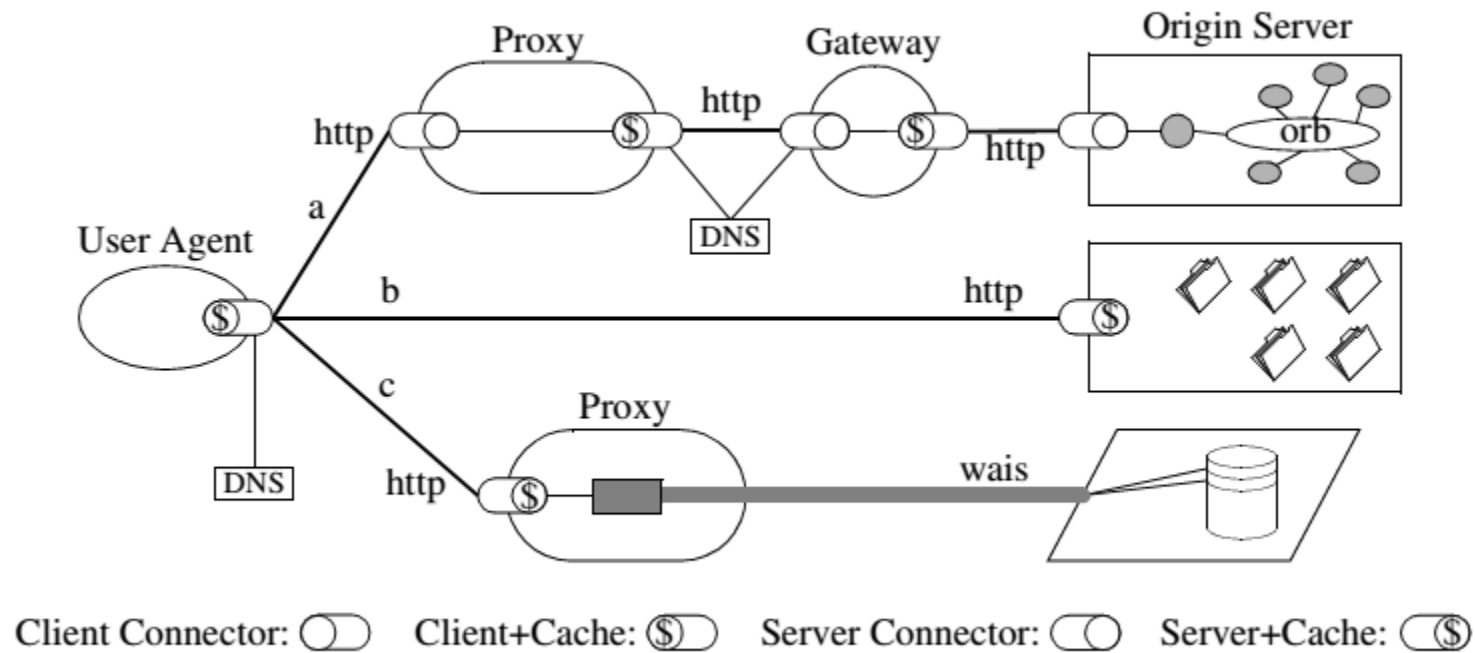 Proxy
Gateway
Origin Server
http
$
http
$
http
orb
a
DNS
User Agent
$
b
http
$
c
Proxy
DNS
http
$
wais
Client Connector:
Client+Cache: $
Server Connector:
Server+Cache: $